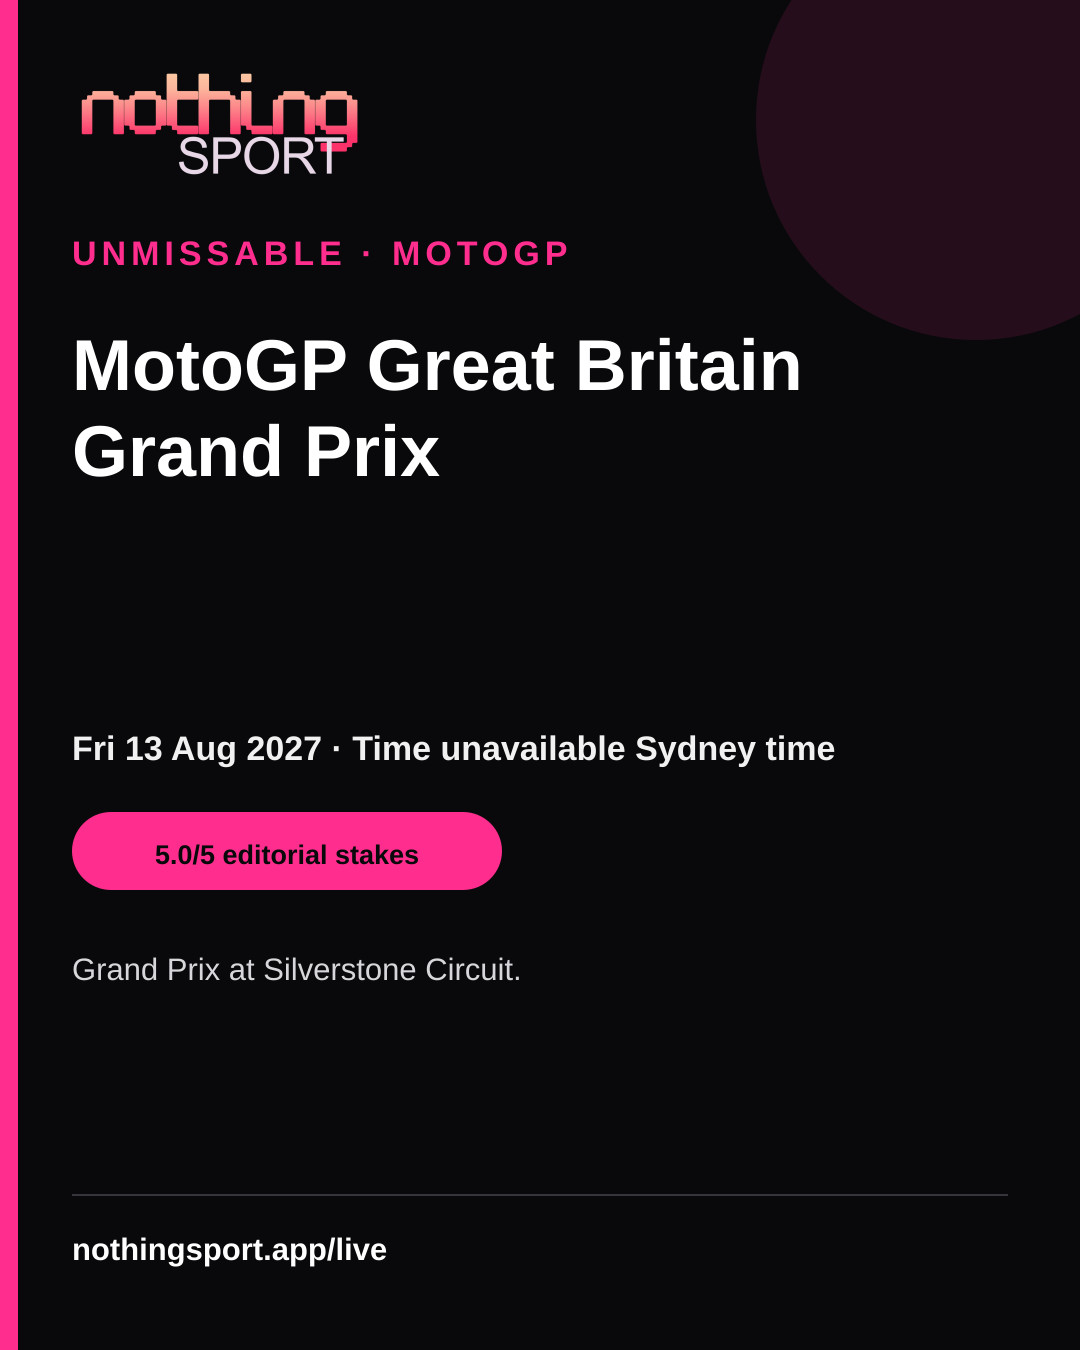 nothing
SPORT
UNMISSABLE · MOTOGP
MotoGP Great Britain
Grand Prix
Fri 13 Aug 2027 · Time unavailable Sydney time
5.0/5 editorial stakes
Grand Prix at Silverstone Circuit.
nothingsport.app/live